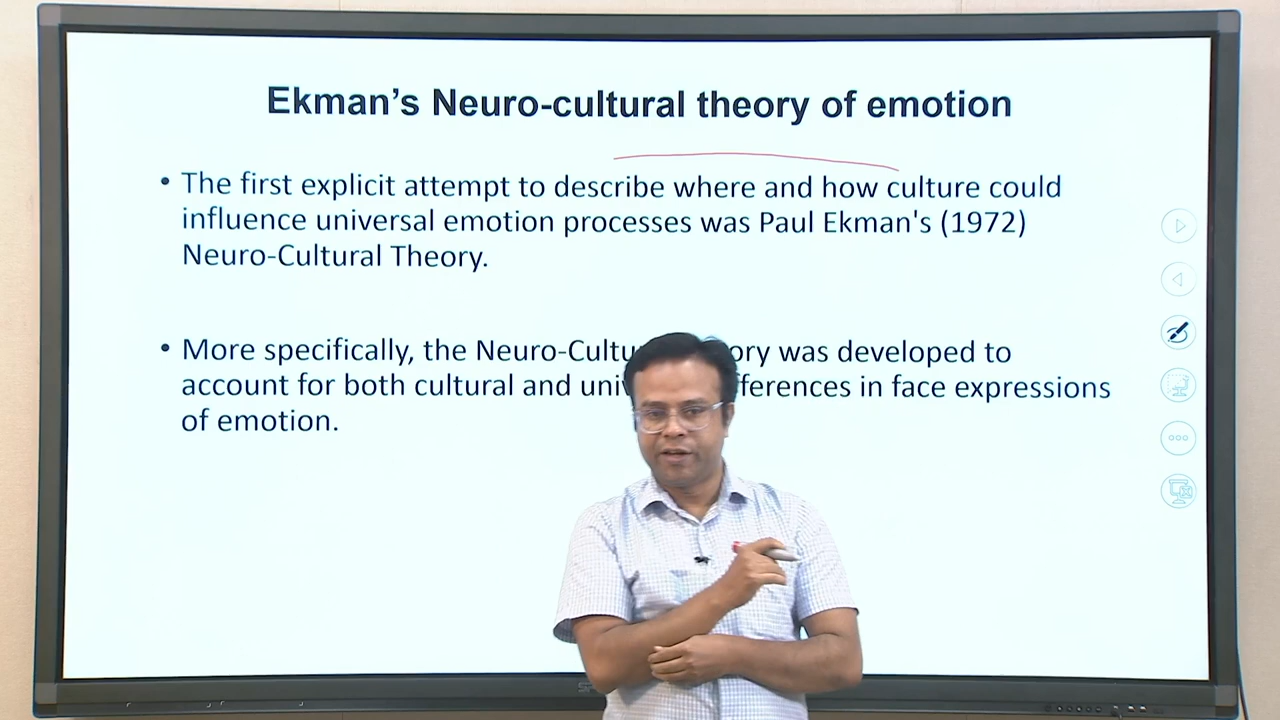 Ekman's Neuro-cultural theory of emotion
• The first explicit attempt to describe where and how culture could
influence universal emotion processes was Paul Ekman's (1972)
Neuro-Cultural Theory.
• More specifically, the Neuro-Cultu ory was developed to
account for both cultural and uni fferences in face expressions
of emotion.